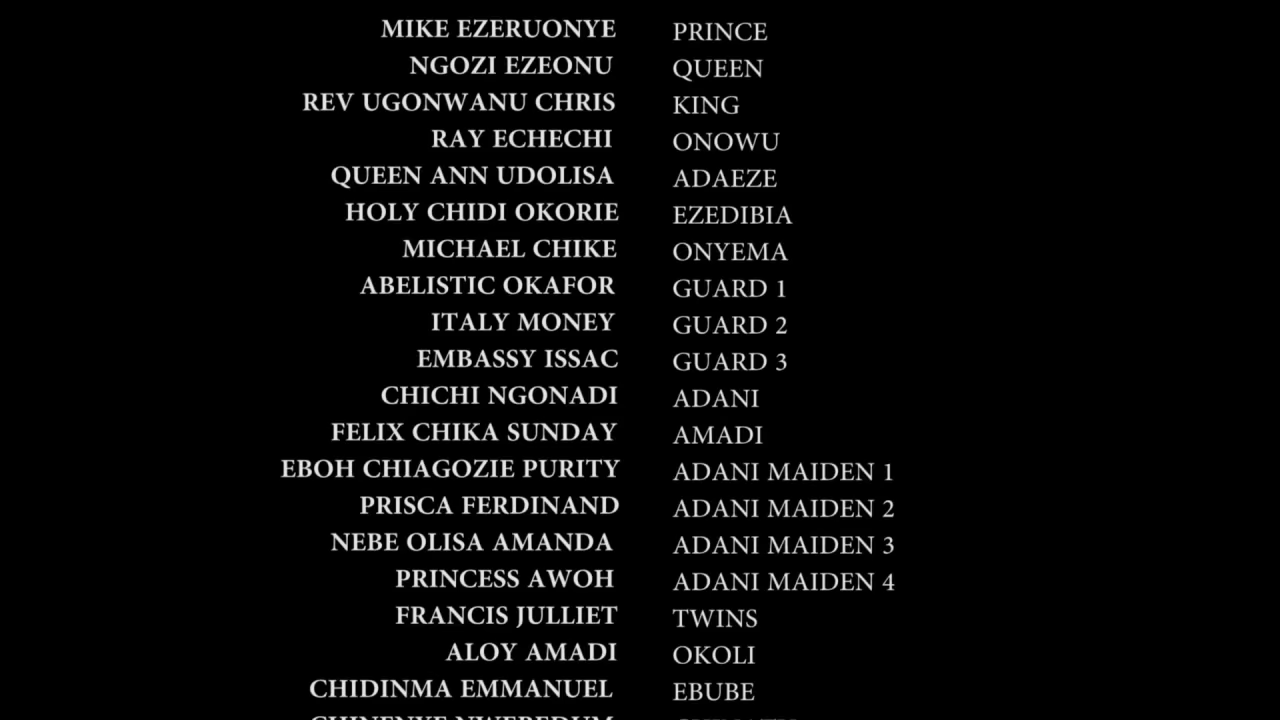 MIKE EZERUONYE PRINCE
NGOZI EZEONU QUEEN
REV UGONWANU CHRIS KING
RAY ECHECHI ONOWU
QUEEN ANN UDOLISA ADAEZE
HOLY CHIDI OKORIE EZEDIBIA
MICHAEL CHIKE ONYEMA
ABELISTIC OKAFOR GUARD 1
ITALY MONEY GUARD 2
EMBASSY ISSAC GUARD 3
CHICHI NGONADI ADANI
FELIX CHIKA SUNDAY AMADI
EBOH CHIAGOZIE PURITY ADANI MAIDEN 1
PRISCA FERDINAND ADANI MAIDEN 2
NEBE OLISA AMANDA ADANI MAIDEN 3
PRINCESS AWOH ADANI MAIDEN 4
FRANCIS JULLIET TWINS
ALOY AMADI OKOLI
CHIDINMA EMMANUEL EBUBE